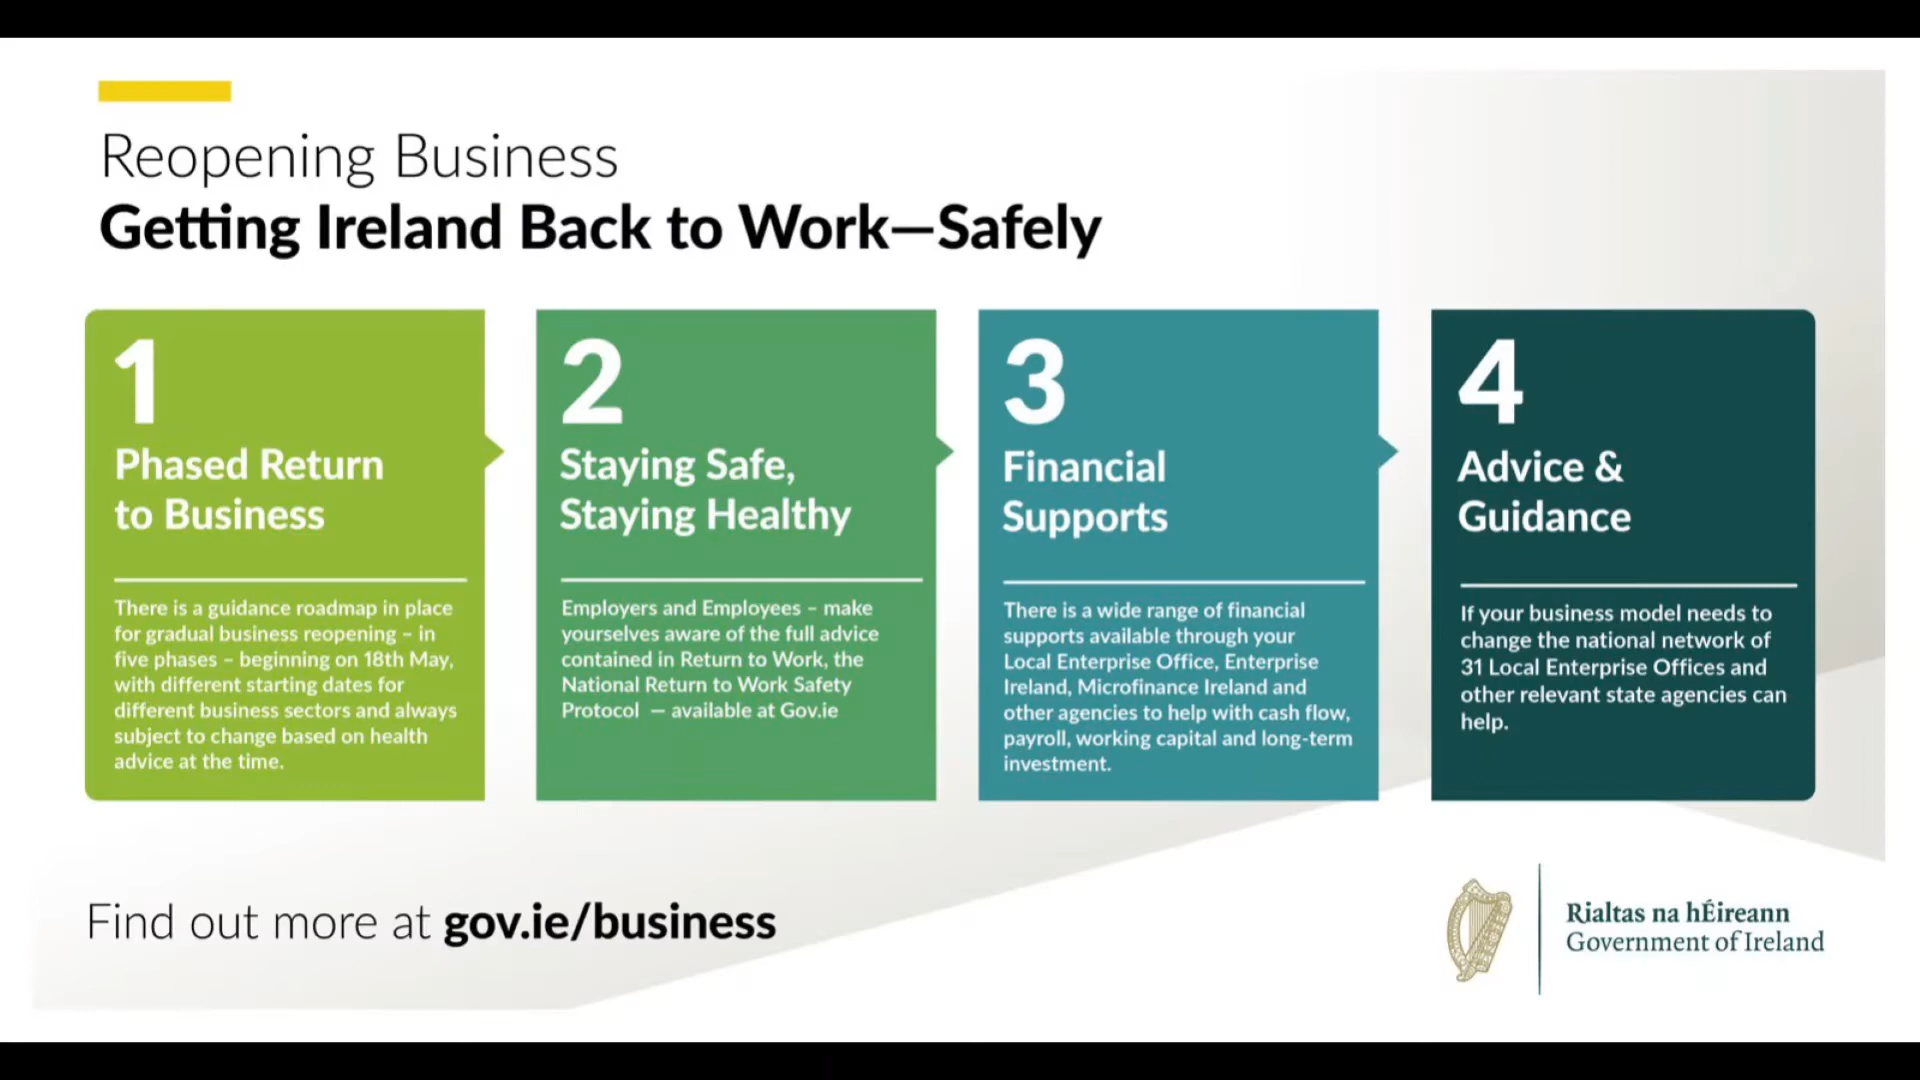 Reopening Business
Getting Ireland Back to Work—Safely
1
Phased Return
to Business
There is a guidance roadmap in place
for gradual business reopening – in
five phases – beginning on 18th May,
with different starting dates for
different business sectors and always
subject to change based on health
advice at the time.
2
Staying Safe,
Staying Healthy
Employers and Employees – make
yourselves aware of the full advice
contained in Return to Work, the
National Return to Work Safety
Protocol — available at Gov.ie
3
Financial
Supports
There is a wide range of financial
supports available through your
Local Enterprise Office, Enterprise
Ireland, Microfinance Ireland and
other agencies to help with cash flow,
payroll, working capital and long-term
investment.
4
Advice &
Guidance
If your business model needs to
change the national network of
31 Local Enterprise Offices and
other relevant state agencies can
help.
Find out more at gov.ie/business
Rialtas na hÉireann
Government of Ireland